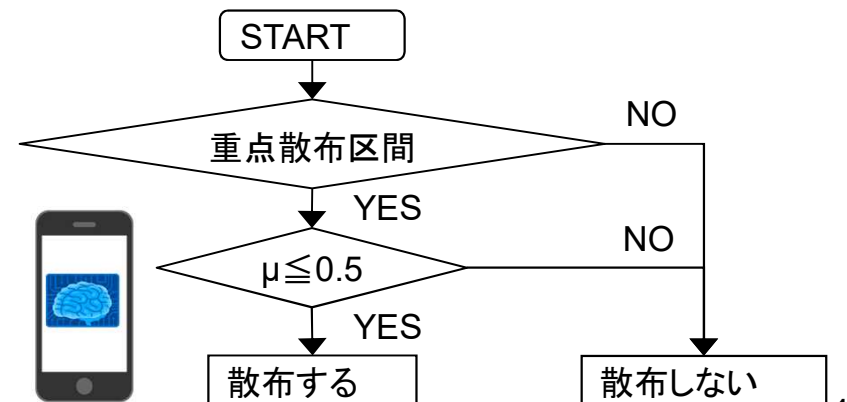 START
重点散布区間
NO
YES
μ≦0.5
NO
YES
散布する
散布しない